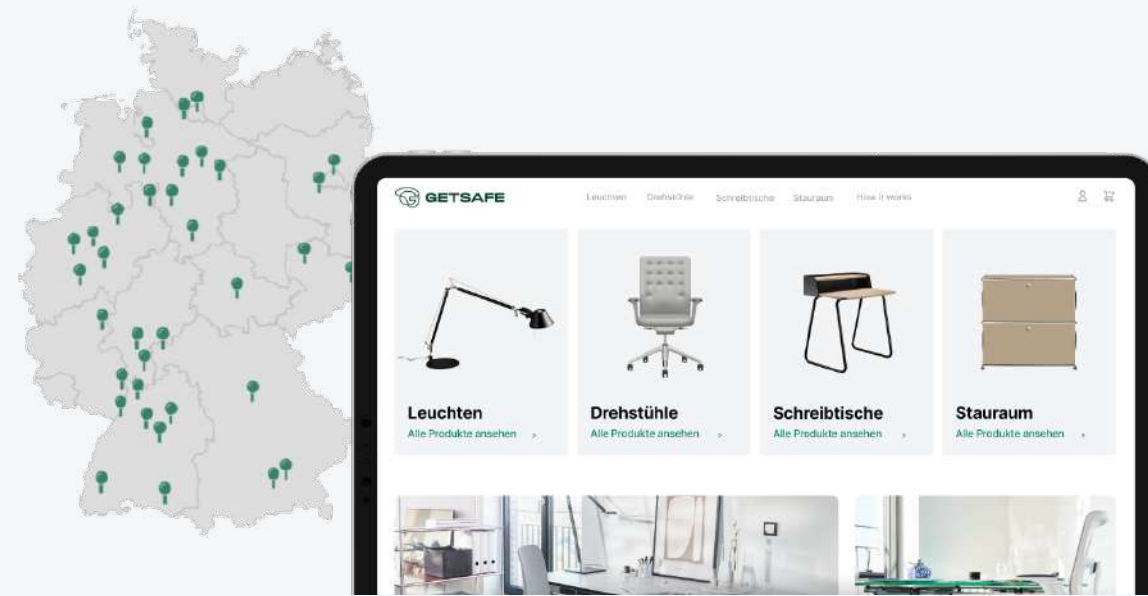 GETSAFE
Leuchten Drehstühle Schreibtische Stauraum How it works
Leuchten Drehstühle Schreibtische Stauraum
Alle Produkte ansehen > Alle Produkte ansehen > Alle Produkte ansehen > Alle Produkte ansehen >